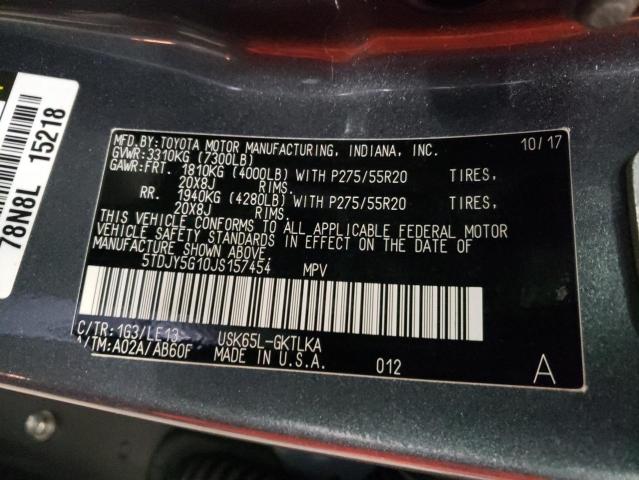 78N8L 15218
MFD.BY:TOYOTA MOTOR MANUFACTURING, INDIANA, INC. 10/17
GVWR:3310KG (7300LB)
GAWR:FRT. 1810KG (4000LB) WITH P275/55R20 TIRES,
20X8J RIMS.
RR. 1940KG (4280LB) WITH P275/55R20 TIRES,
20X8J RIMS.
THIS VEHICLE CONFORMS TO ALL APPLICABLE FEDERAL MOTOR
VEHICLE SAFETY STANDARDS IN EFFECT ON THE DATE OF
MANUFACTURE SHOWN ABOVE.
5TDJY5G10JS157454 MPV
C/TR:1G3/LE13 USK65L-GKTLKA
A/TM:A02A/AB60F MADE IN U.S.A. 012 A